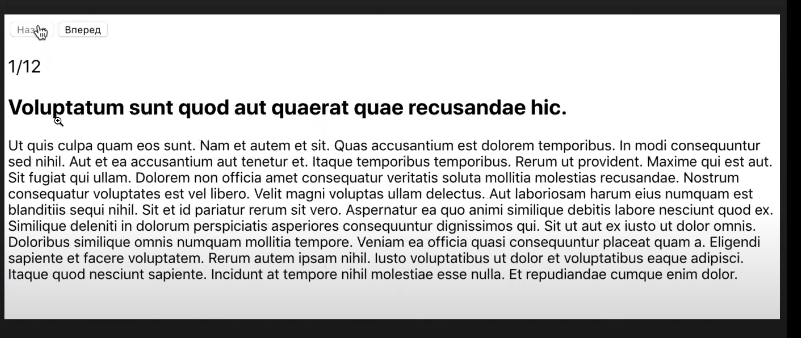 Вперед
1/12
Voluptatum sunt quod aut quaerat quae recusandae hic.
Ut quis culpa quam eos sunt. Nam et autem et sit. Quas accusantium est dolorem temporibus. In modi consequuntur
sed nihil. Aut et ea accusantium aut tenetur et. Itaque temporibus temporibus. Rerum ut provident. Maxime qui est aut.
Sit fugiat qui ullam. Dolorem non officia amet consequatur veritatis soluta mollitia molestias recusandae. Nostrum
consequatur voluptates est vel libero. Velit magni voluptas ullam delectus. Aut laboriosam harum eius numquam est
blanditiis sequi nihil. Sit et id pariatur rerum sit vero. Aspernatur ea quo animi similique debitis labore nesciunt quod ex.
Similique deleniti in dolorum perspiciatis asperiores consequuntur dignissimos qui. Sit ut aut ex iusto ut dolor omnis.
Doloribus similique omnis numquam mollitia tempore. Veniam ea officia quasi consequuntur placeat quam a. Eligendi
sapiente et facere voluptatem. Rerum autem ipsam nihil. Iusto voluptatibus ut dolor et voluptatibus eaque adipisci.
Itaque quod nesciunt sapiente. Incidunt at tempore nihil molestiae esse nulla. Et repudiandae cumque enim dolor.